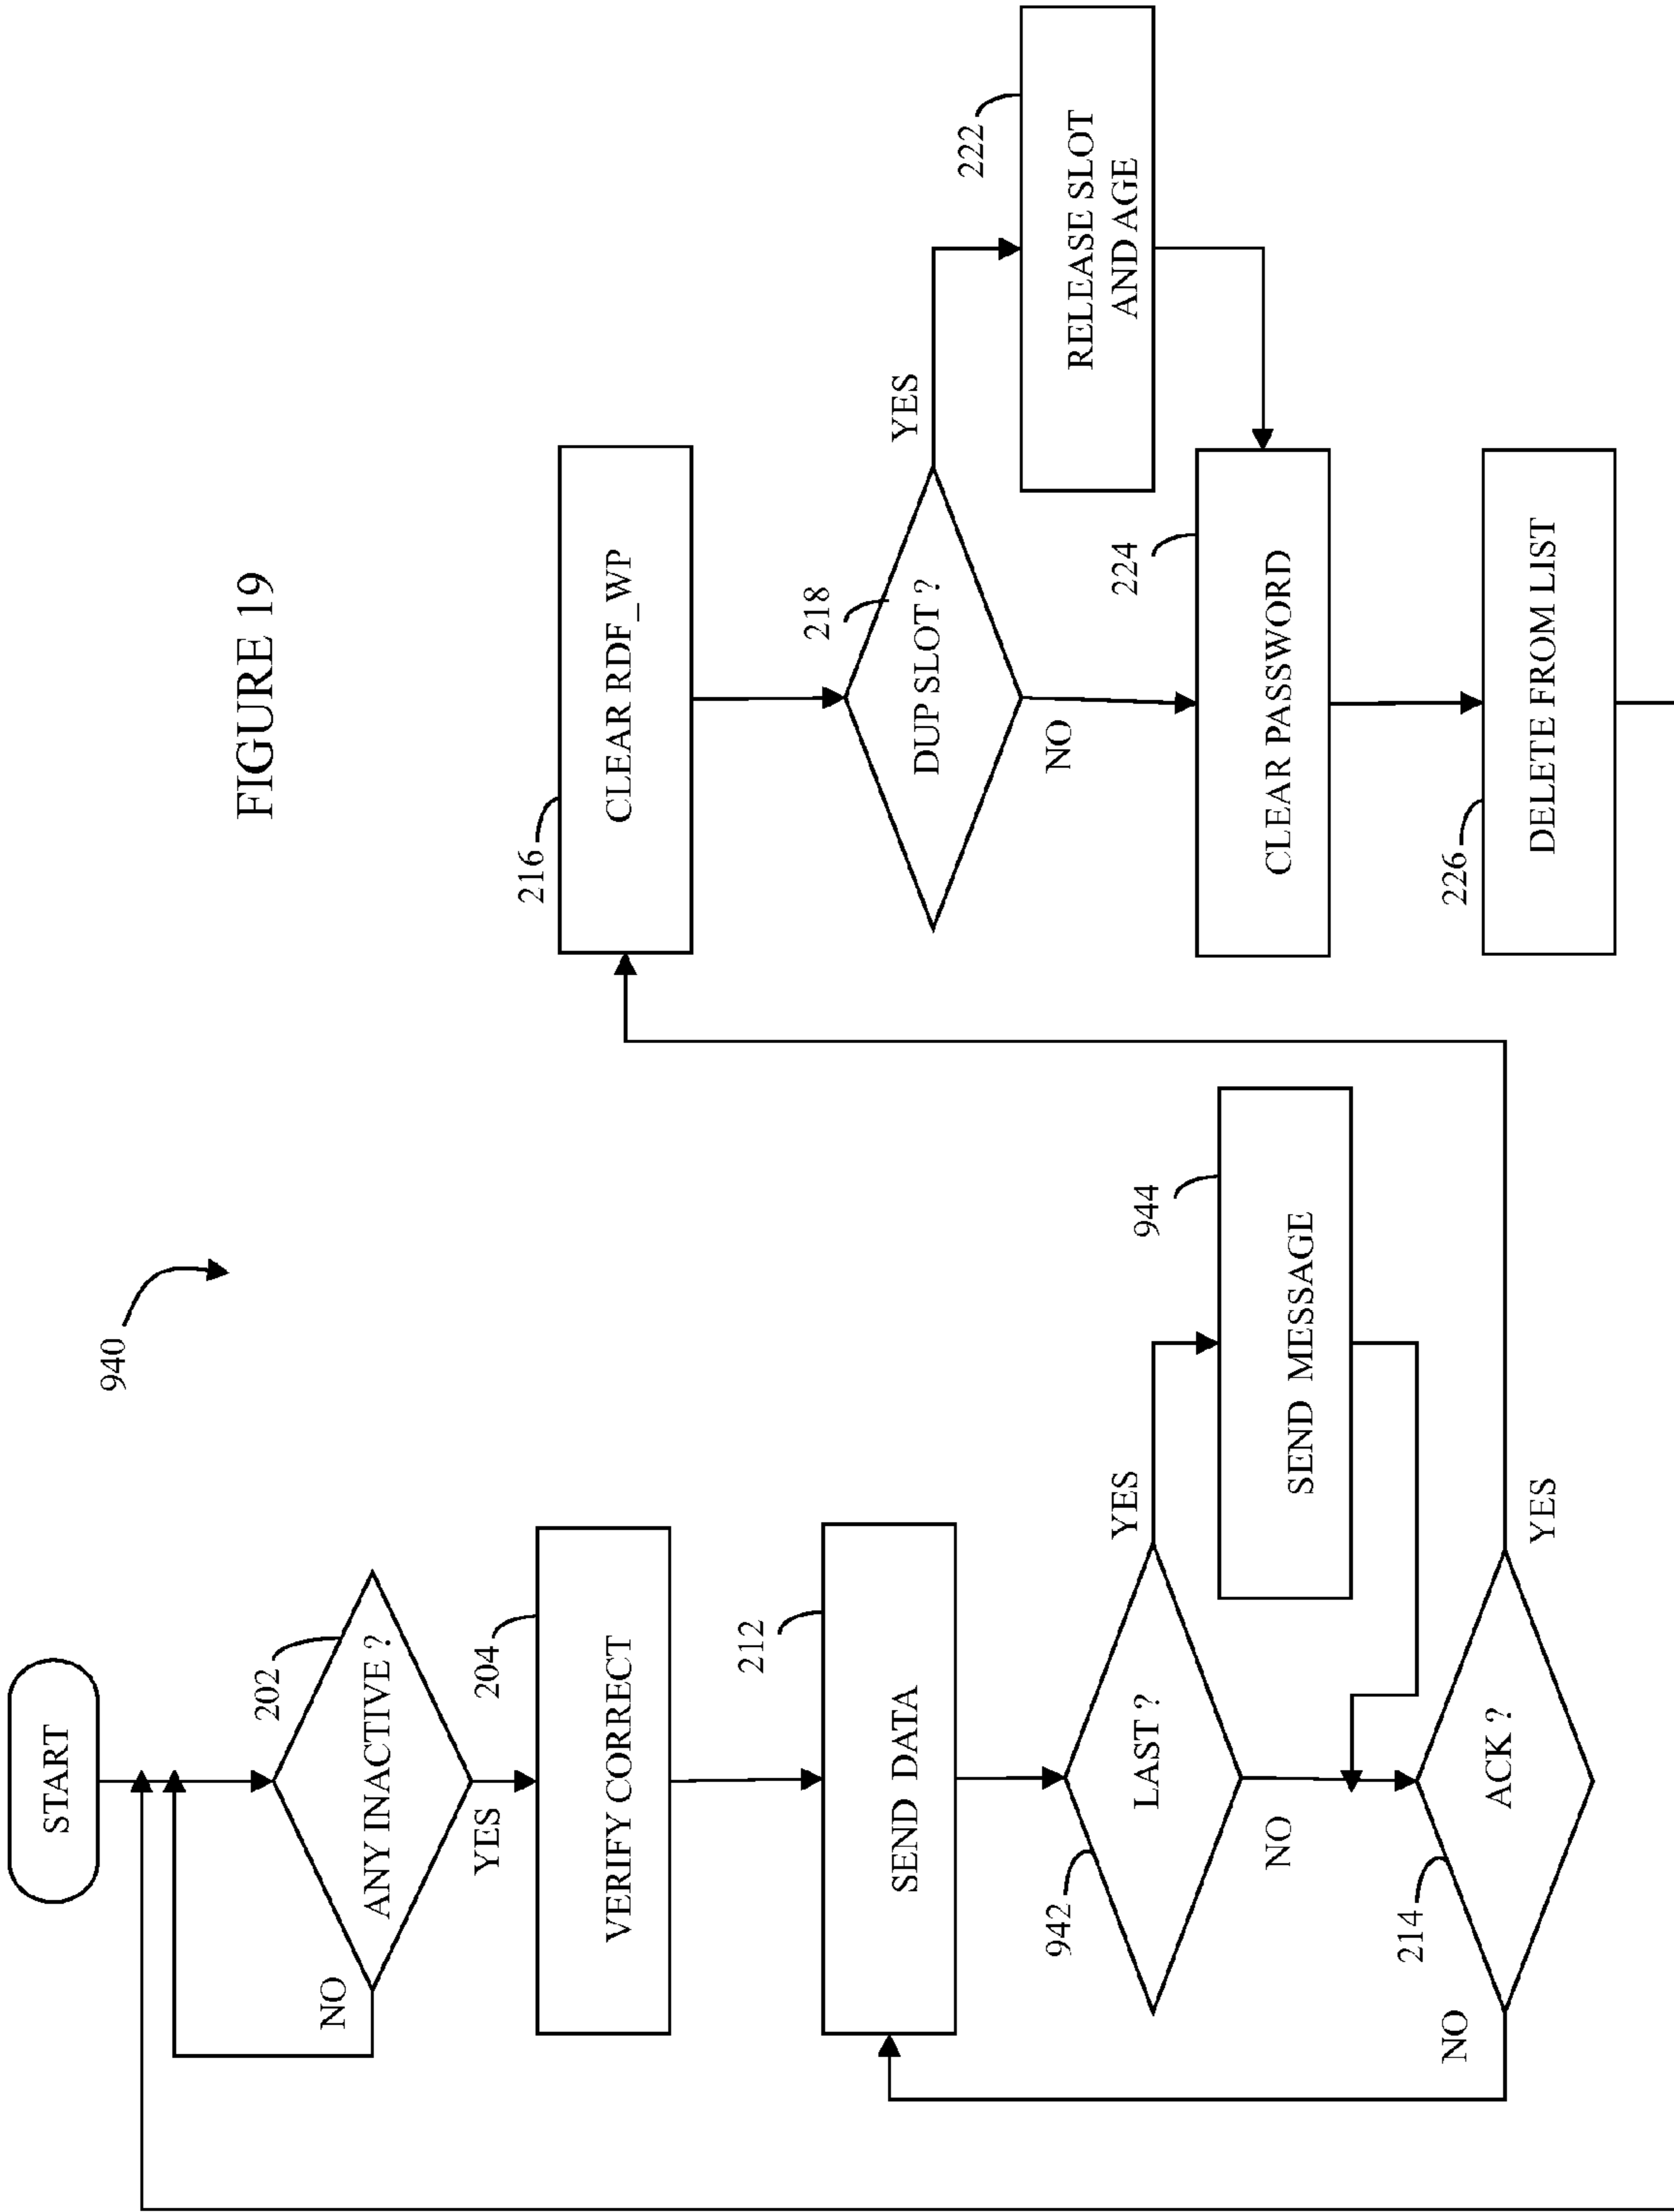 FIGURE 19
940
START
202
ANY INACTIVE ?
NO
YES
204
VERIFY CORRECT
212
SEND DATA
942
LAST ?
YES
NO
944
SEND MESSAGE
214
ACK ?
NO
YES
216
CLEAR RDF_WP
218
DUP SLOT ?
YES
NO
222
RELEASE SLOT
AND AGE
224
CLEAR PASSWORD
226
DELETE FROM LIST